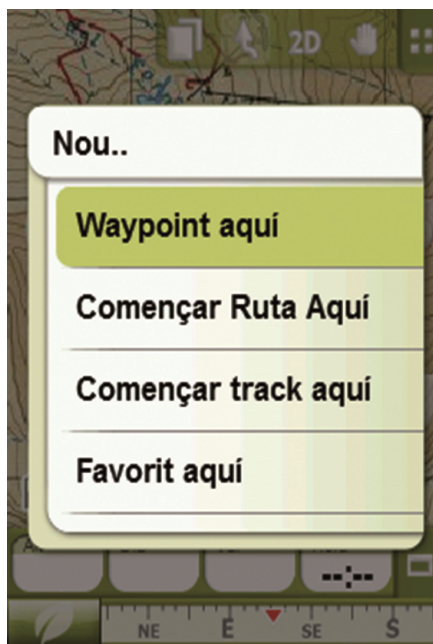 2D
Nou..
Waypoint aquí
Començar Ruta Aquí
Començar track aquí
Favorit aquí
--:--
NE E SE S